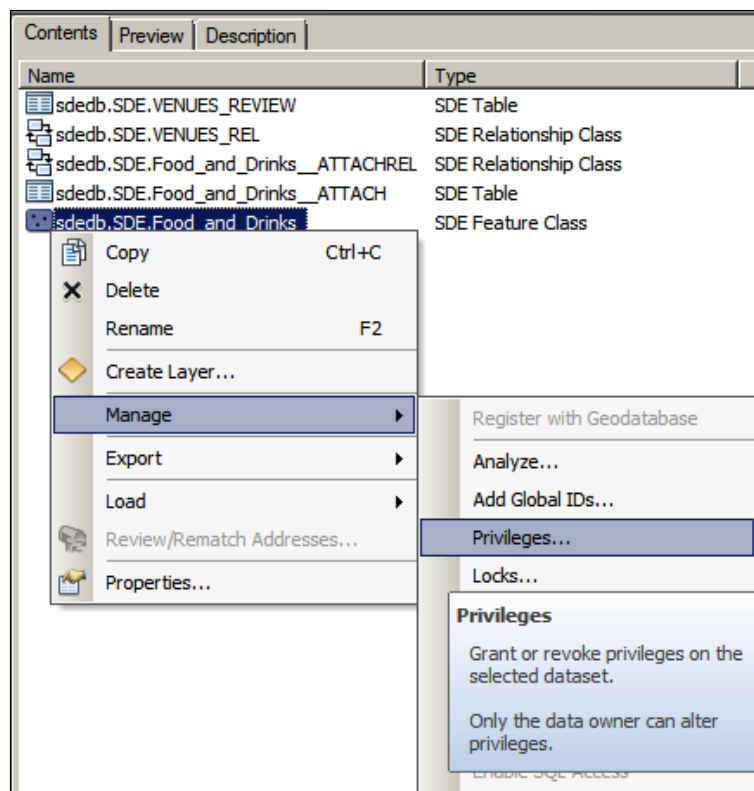 Contents Preview Description
Name Type
sdedb.SDE.VENUES_REVIEW SDE Table
sdedb.SDE.VENUES_REL SDE Relationship Class
sdedb.SDE.Food_and_Drinks__ATTACHREL SDE Relationship Class
sdedb.SDE.Food_and_Drinks__ATTACH SDE Table
sdedb.SDE.Food_and_Drinks SDE Feature Class
Copy Ctrl+C
Delete
Rename F2
Create Layer...
Manage
Register with Geodatabase
Export
Analyze...
Load
Add Global IDs...
Review/Rematch Addresses...
Privileges...
Properties...
Locks...
Privileges
Grant or revoke privileges on the
selected dataset.
Only the data owner can alter
privileges.
Enable SQL Access